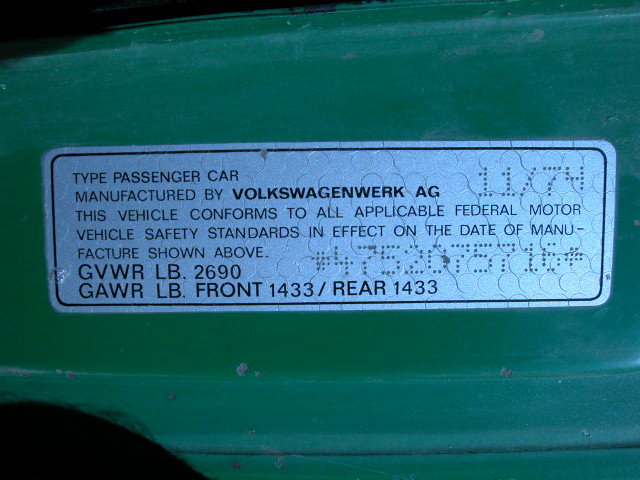 TYPE PASSENGER CAR 11/74
MANUFACTURED BY VOLKSWAGENWERK AG
THIS VEHICLE CONFORMS TO ALL APPLICABLE FEDERAL MOTOR
VEHICLE SAFETY STANDARDS IN EFFECT ON THE DATE OF MANU-
FACTURE SHOWN ABOVE.
GVWR LB. 2690
GAWR LB. FRONT 1433/ REAR 1433